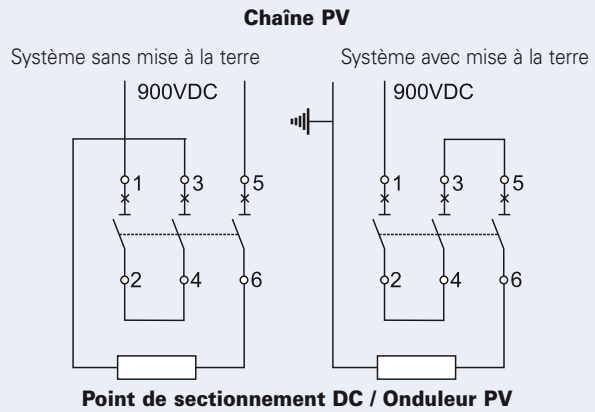 Chaîne PV
Système sans mise à la terre
Système avec mise à la terre
900VDC
900VDC
1 3 5
1 3 5
2 4 6
2 4 6
Point de sectionnement DC / Onduleur PV